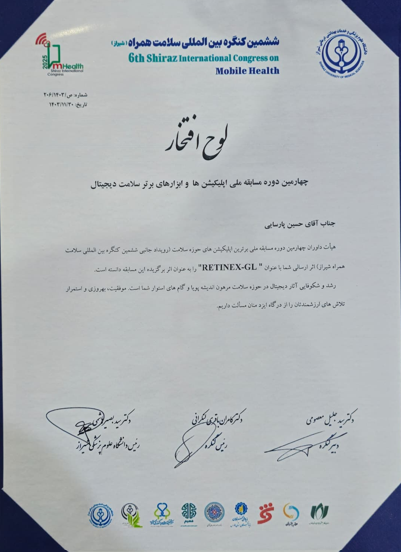 ششمین کنگره بین المللی سلامت همراه (شیراز)
6th Shiraz International Congress on
Mobile Health
2025
mHealth
Shiraz International
Congress
شماره: ص/۲۰۶/۱۴۰۳
تاریخ: ۱۴۰۳/۱۱/۳۰
لوح افتخار
چهارمین دوره مسابقه ملی اپلیکیشن ها و ابزارهای برتر سلامت دیجیتال
جناب آقای حسین پارسایی
هیأت داوران چهارمین دوره مسابقه ملی برترین اپلیکیشن های حوزه سلامت (رویداد جانبی ششمین کنگره بین المللی سلامت
همراه شیراز) اثر ارسالی شما با عنوان "RETINEX-GL" را به عنوان اثر برگزیده این مسابقه دانسته است.
رشد و شکوفایی آثار دیجیتال در حوزه سلامت مرهون اندیشه پویا و گام های استوار شما است. موفقیت، بهروزی و استمرار
تلاش های ارزشمندتان را از درگاه ایزد منان مسألت داریم.
دکتر سید جلیل معصومی
دبیر کنگره
دکتر کامران باقری لنکرانی
رئیس کنگره
دکتر سید بصیر هاشمی
رئیس دانشگاه علوم پزشکی شیراز